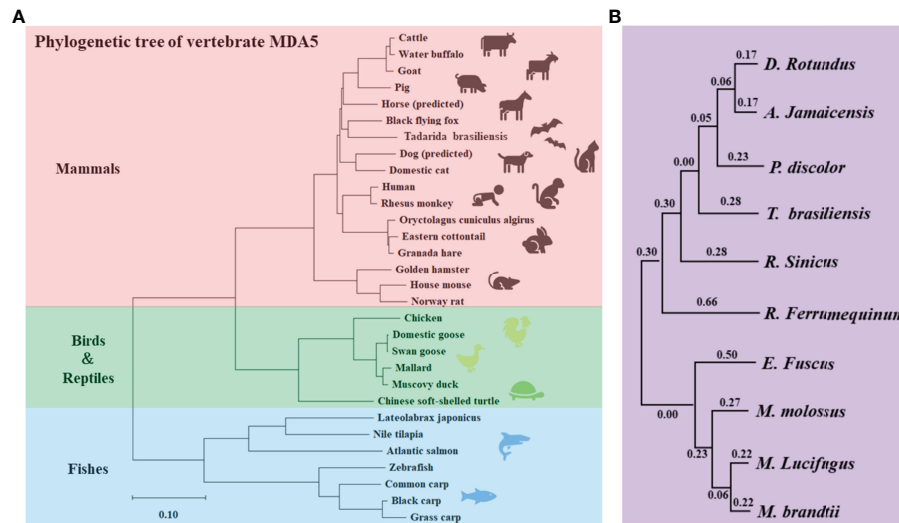 A
Phylogenetic tree of vertebrate MDA5
Mammals
Cattle
Water buffalo
Goat
Pig
Horse (predicted)
Black flying fox
Tadarida brasiliensis
Dog (predicted)
Domestic cat
Human
Rhesus monkey
Oryctolagus cuniculus algirus
Eastern cottontail
Granada hare
Golden hamster
House mouse
Norway rat
Birds
&
Reptiles
Chicken
Domestic goose
Swan goose
Mallard
Muscovy duck
Chinese soft-shelled turtle
Fishes
Lateolabrax japonicus
Nile tilapia
Atlantic salmon
Zebrafish
Common carp
Black carp
Grass carp
0.10
B
0.17 D. Rotundus
0.06
0.17 A. Jamaicensis
0.05
0.23 P. discolor
0.00
0.28 T. brasiliensis
0.30
0.28 R. Sinicus
0.30
0.66 R. Ferrumequinum
0.50 E. Fuscus
0.00
0.27 M. molossus
0.23
0.22 M. Lucifugus
0.06
0.22 M. brandtii